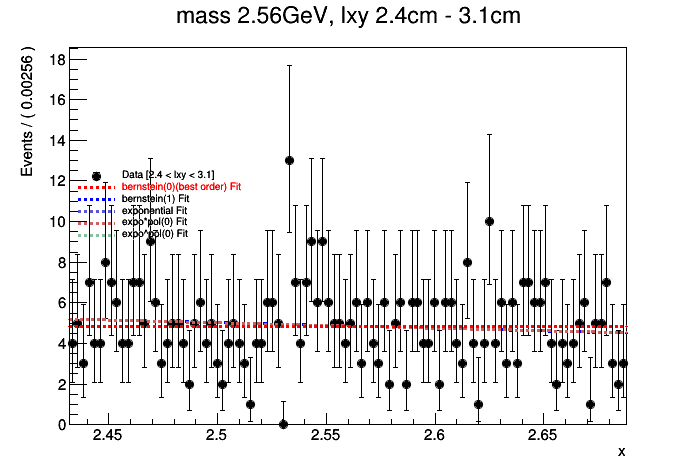 mass 2.56GeV, lxy 2.4cm - 3.1cm
Events / ( 0.00256 )
18
16
14
12
10
8
6
4
2
0
Data [2.4 < lxy < 3.1]
bernstein(0)(best order) Fit
bernstein(1) Fit
exponential Fit
expo*pol(0) Fit
expo^pol(0) Fit
2.45 2.5 2.55 2.6 2.65
x